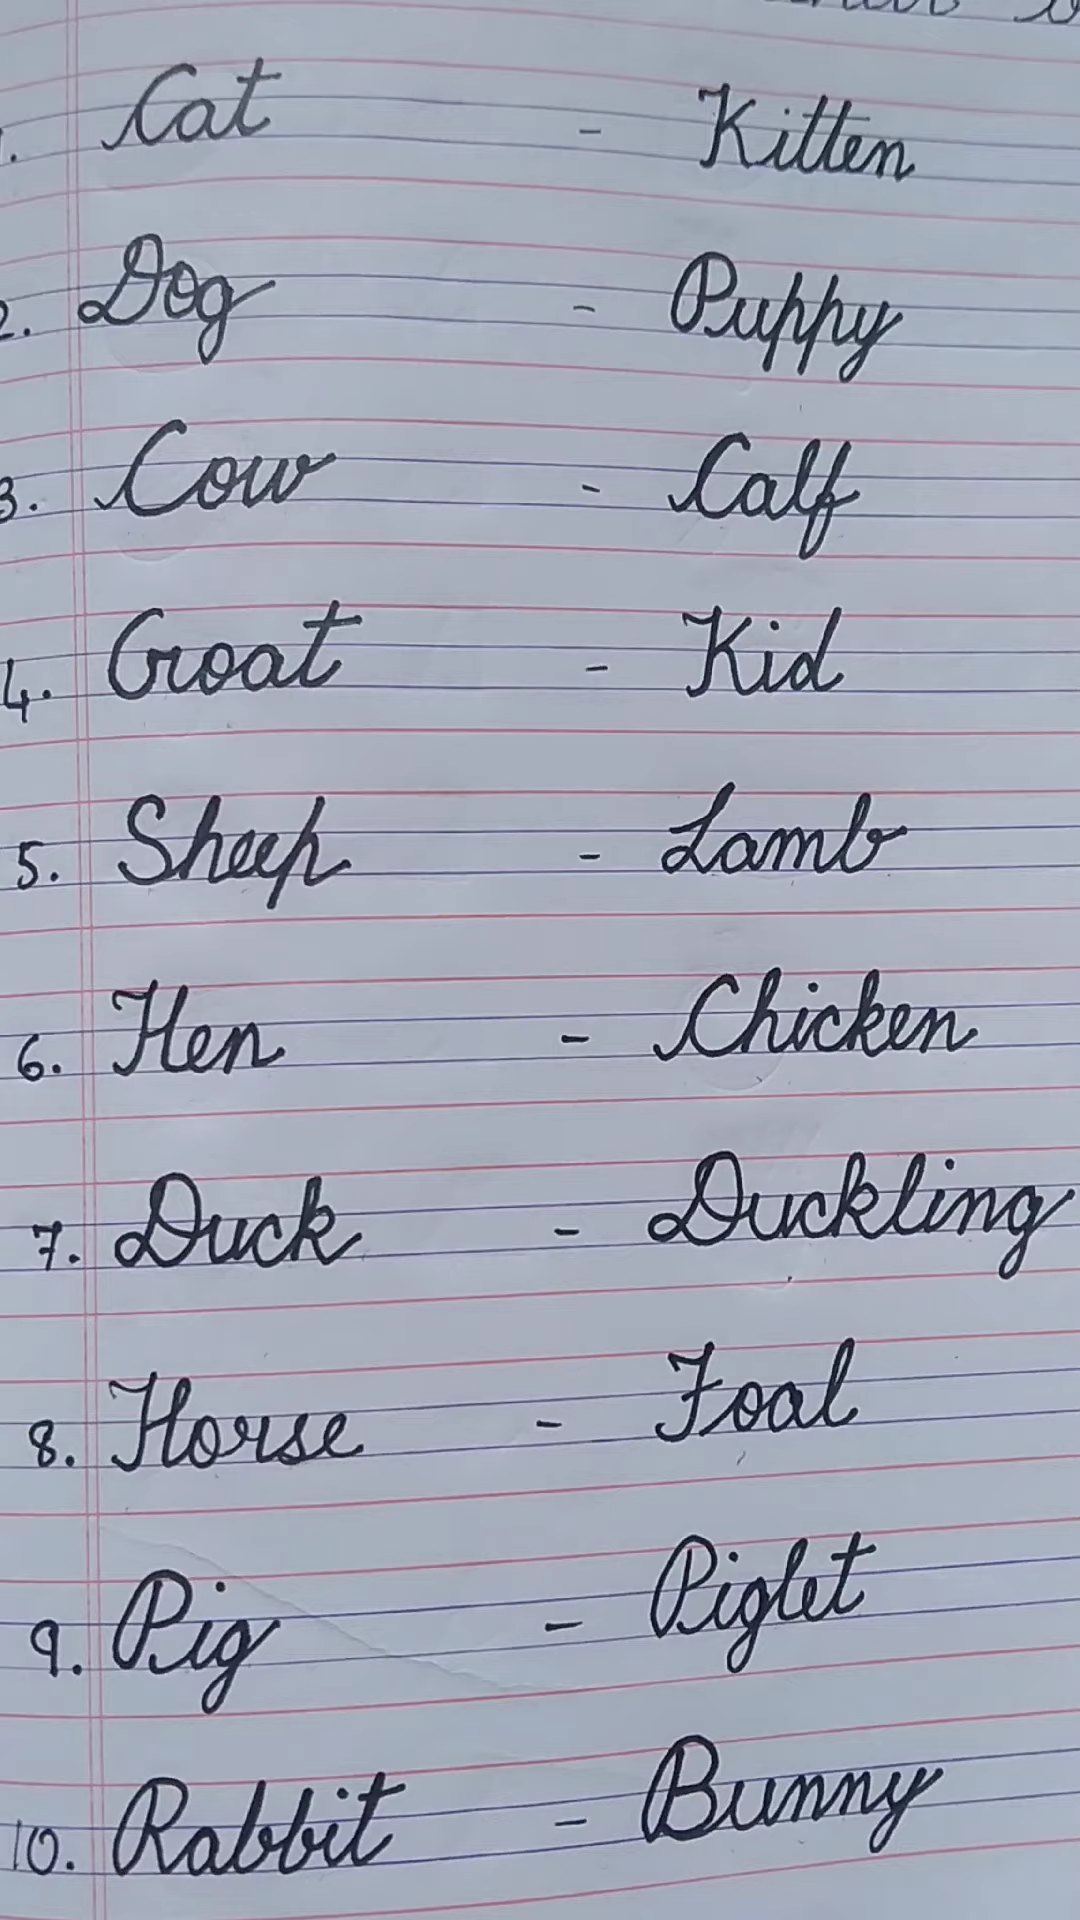 1. Cat - Kitten
2. Dog - Puppy
3. Cow - Calf
4. Goat - Kid
5. Sheep - Lamb
6. Hen - Chicken
7. Duck - Duckling
8. Horse - Foal
9. Pig - Piglet
10. Rabbit - Bunny